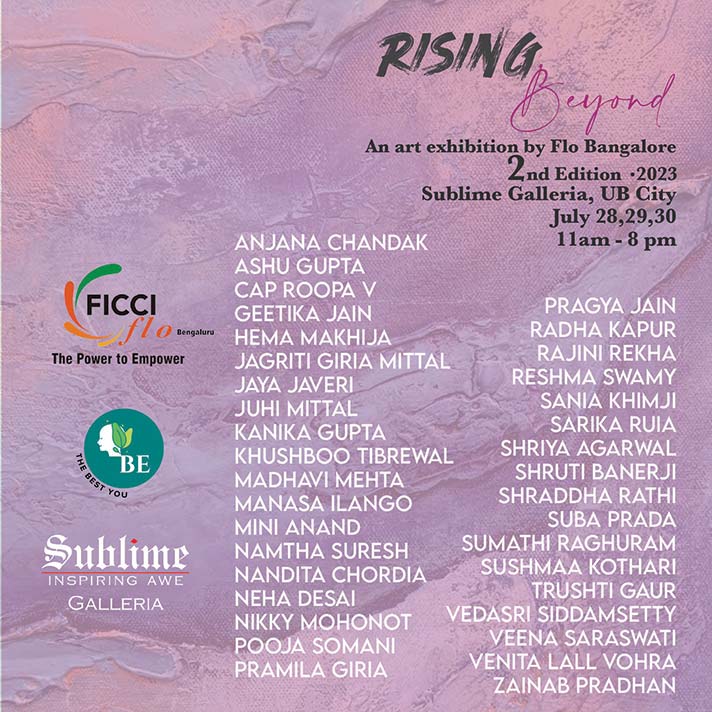 RISING
Beyond
An art exhibition by Flo Bangalore
2nd Edition •2023
Sublime Galleria, UB City
July 28,29,30
11am - 8 pm
FICCI
flo Bengaluru
The Power to Empower
BE
THE BEST YOU
Sublime
INSPIRING AWE
GALLERIA
ANJANA CHANDAK
ASHU GUPTA
CAP ROOPA V
GEETIKA JAIN
HEMA MAKHIJA
JAGRITI GIRIA MITTAL
JAYA JAVERI
JUHI MITTAL
KANIKA GUPTA
KHUSHBOO TIBREWAL
MADHAVI MEHTA
MANASA ILANGO
MINI ANAND
NAMTHA SURESH
NANDITA CHORDIA
NEHA DESAI
NIKKY MOHONOT
POOJA SOMANI
PRAMILA GIRIA
PRAGYA JAIN
RADHA KAPUR
RAJINI REKHA
RESHMA SWAMY
SANIA KHIMJI
SARIKA RUIA
SHRIYA AGARWAL
SHRUTI BANERJI
SHRADDHA RATHI
SUBA PRADA
SUMATHI RAGHURAM
SUSHMAA KOTHARI
TRUSHTI GAUR
VEDASRI SIDDAMSETTY
VEENA SARASWATI
VENITA LALL VOHRA
ZAINAB PRADHAN